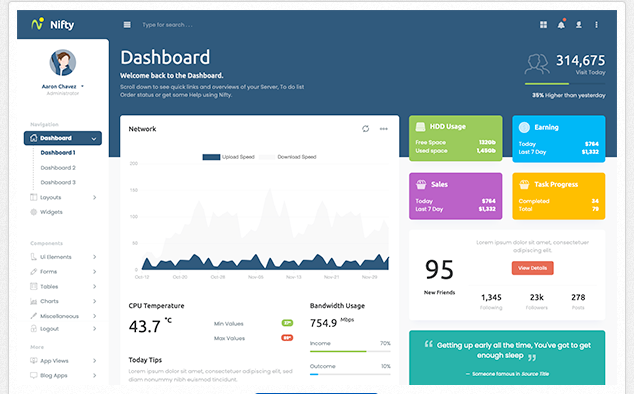 Nifty
Type for search . . .
Aaron Chavez
Administrator
Navigation
Dashboard
Dashboard 1
Dashboard 2
Dashboard 3
Layouts
Widgets
Components
UI Elements
Forms
Tables
Charts
Miscellaneous
Logout
More
App Views
Blog Apps
Dashboard
Welcome back to the Dashboard.
Scroll down to see quick links and overviews of your Server, To do list
Order status or get some Help using Nifty.
314,675
Visit Today
35% Higher than yesterday
Network
Upload Speed Download Speed
200
150
100
50
0
Oct-12 Oct-20 Oct-28 Nov-05 Nov-12 Nov-21 Nov-29
CPU Temperature
43.7 °C
Min Values
Max Values
Today Tips
Lorem ipsum dolor sit amet, consectetuer adipiscing elit, sed
diam nonummy nibh euismod tincidunt.
Bandwidth Usage
754.9 Mbps
Income 70%
Outcome 10%
HDD Usage
Free Space 132Gb
Used space 1,45Gb
Earning
Today $764
Last 7 Day $1,332
Sales
Today $764
Last 7 Day $1,332
Task Progress
Completed 34
Total 79
95
New Friends
Lorem ipsum dolor sit amet, consectetuer
adipiscing elit.
View Details
1,345 23k 278
Following Followers Posts
Getting up early all the time, You've got to get
enough sleep
— Someone famous in Source Title